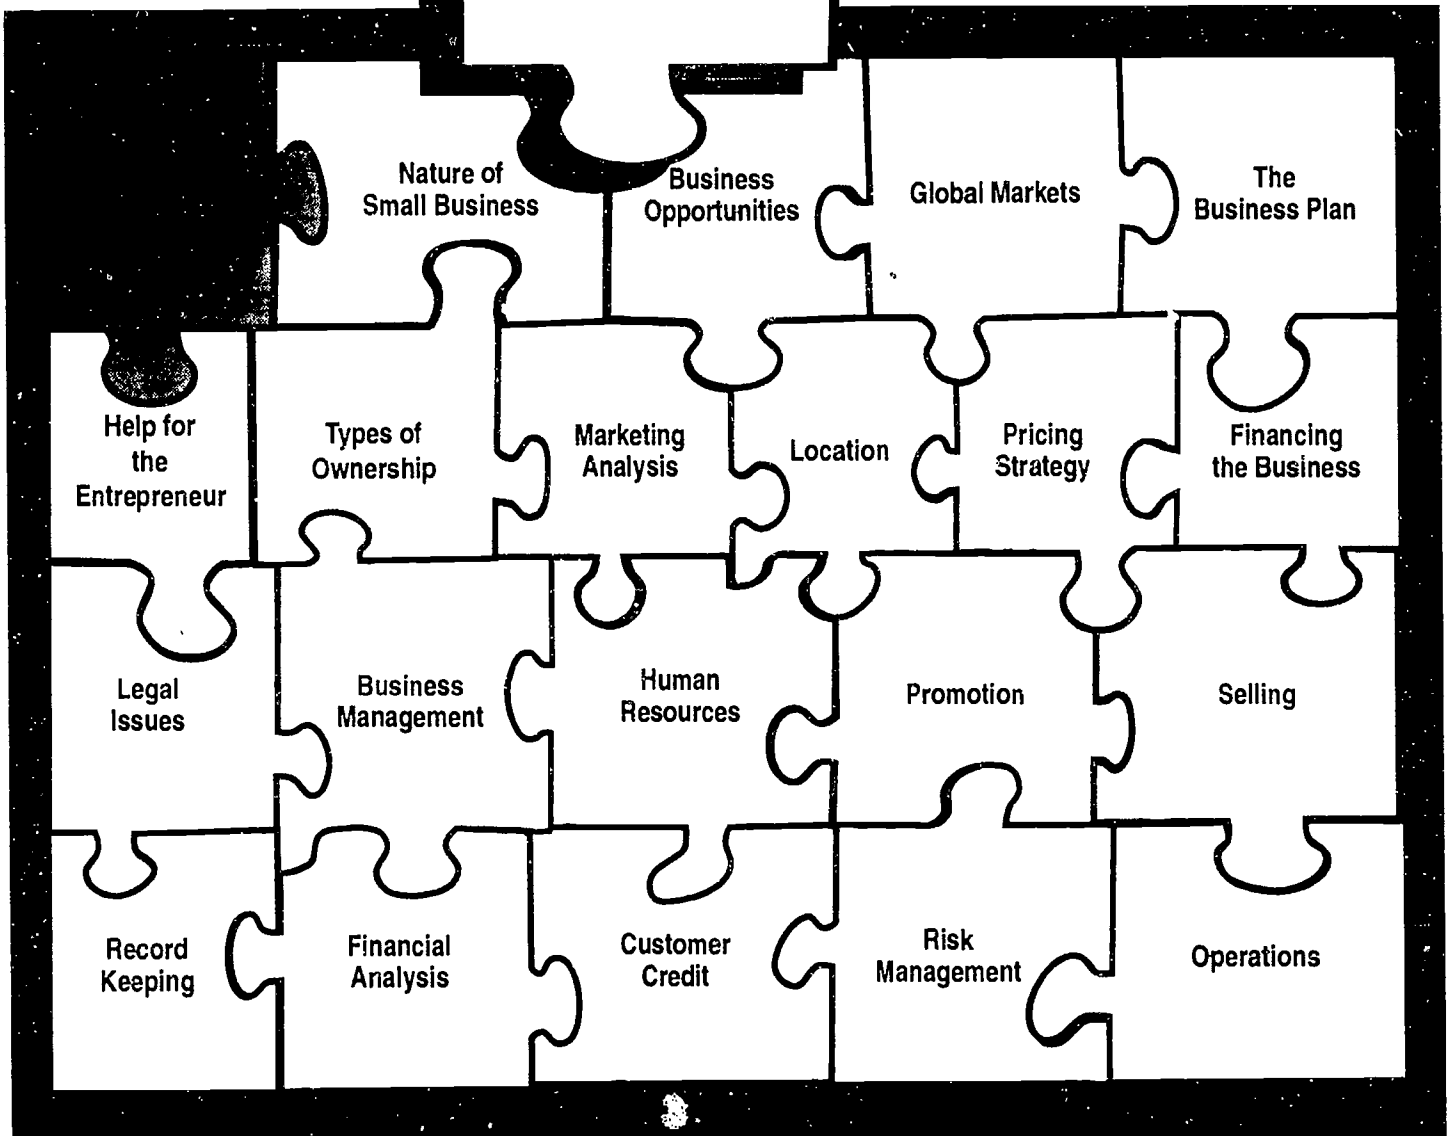 Nature of
Small Business
Business
Opportunities
Global Markets
The
Business Plan
Help for
the
Entrepreneur
Types of
Ownership
Marketing
Analysis
Location
Pricing
Strategy
Financing
the Business
Legal
Issues
Business
Management
Human
Resources
Promotion
Selling
Record
Keeping
Financial
Analysis
Customer
Credit
Risk
Management
Operations